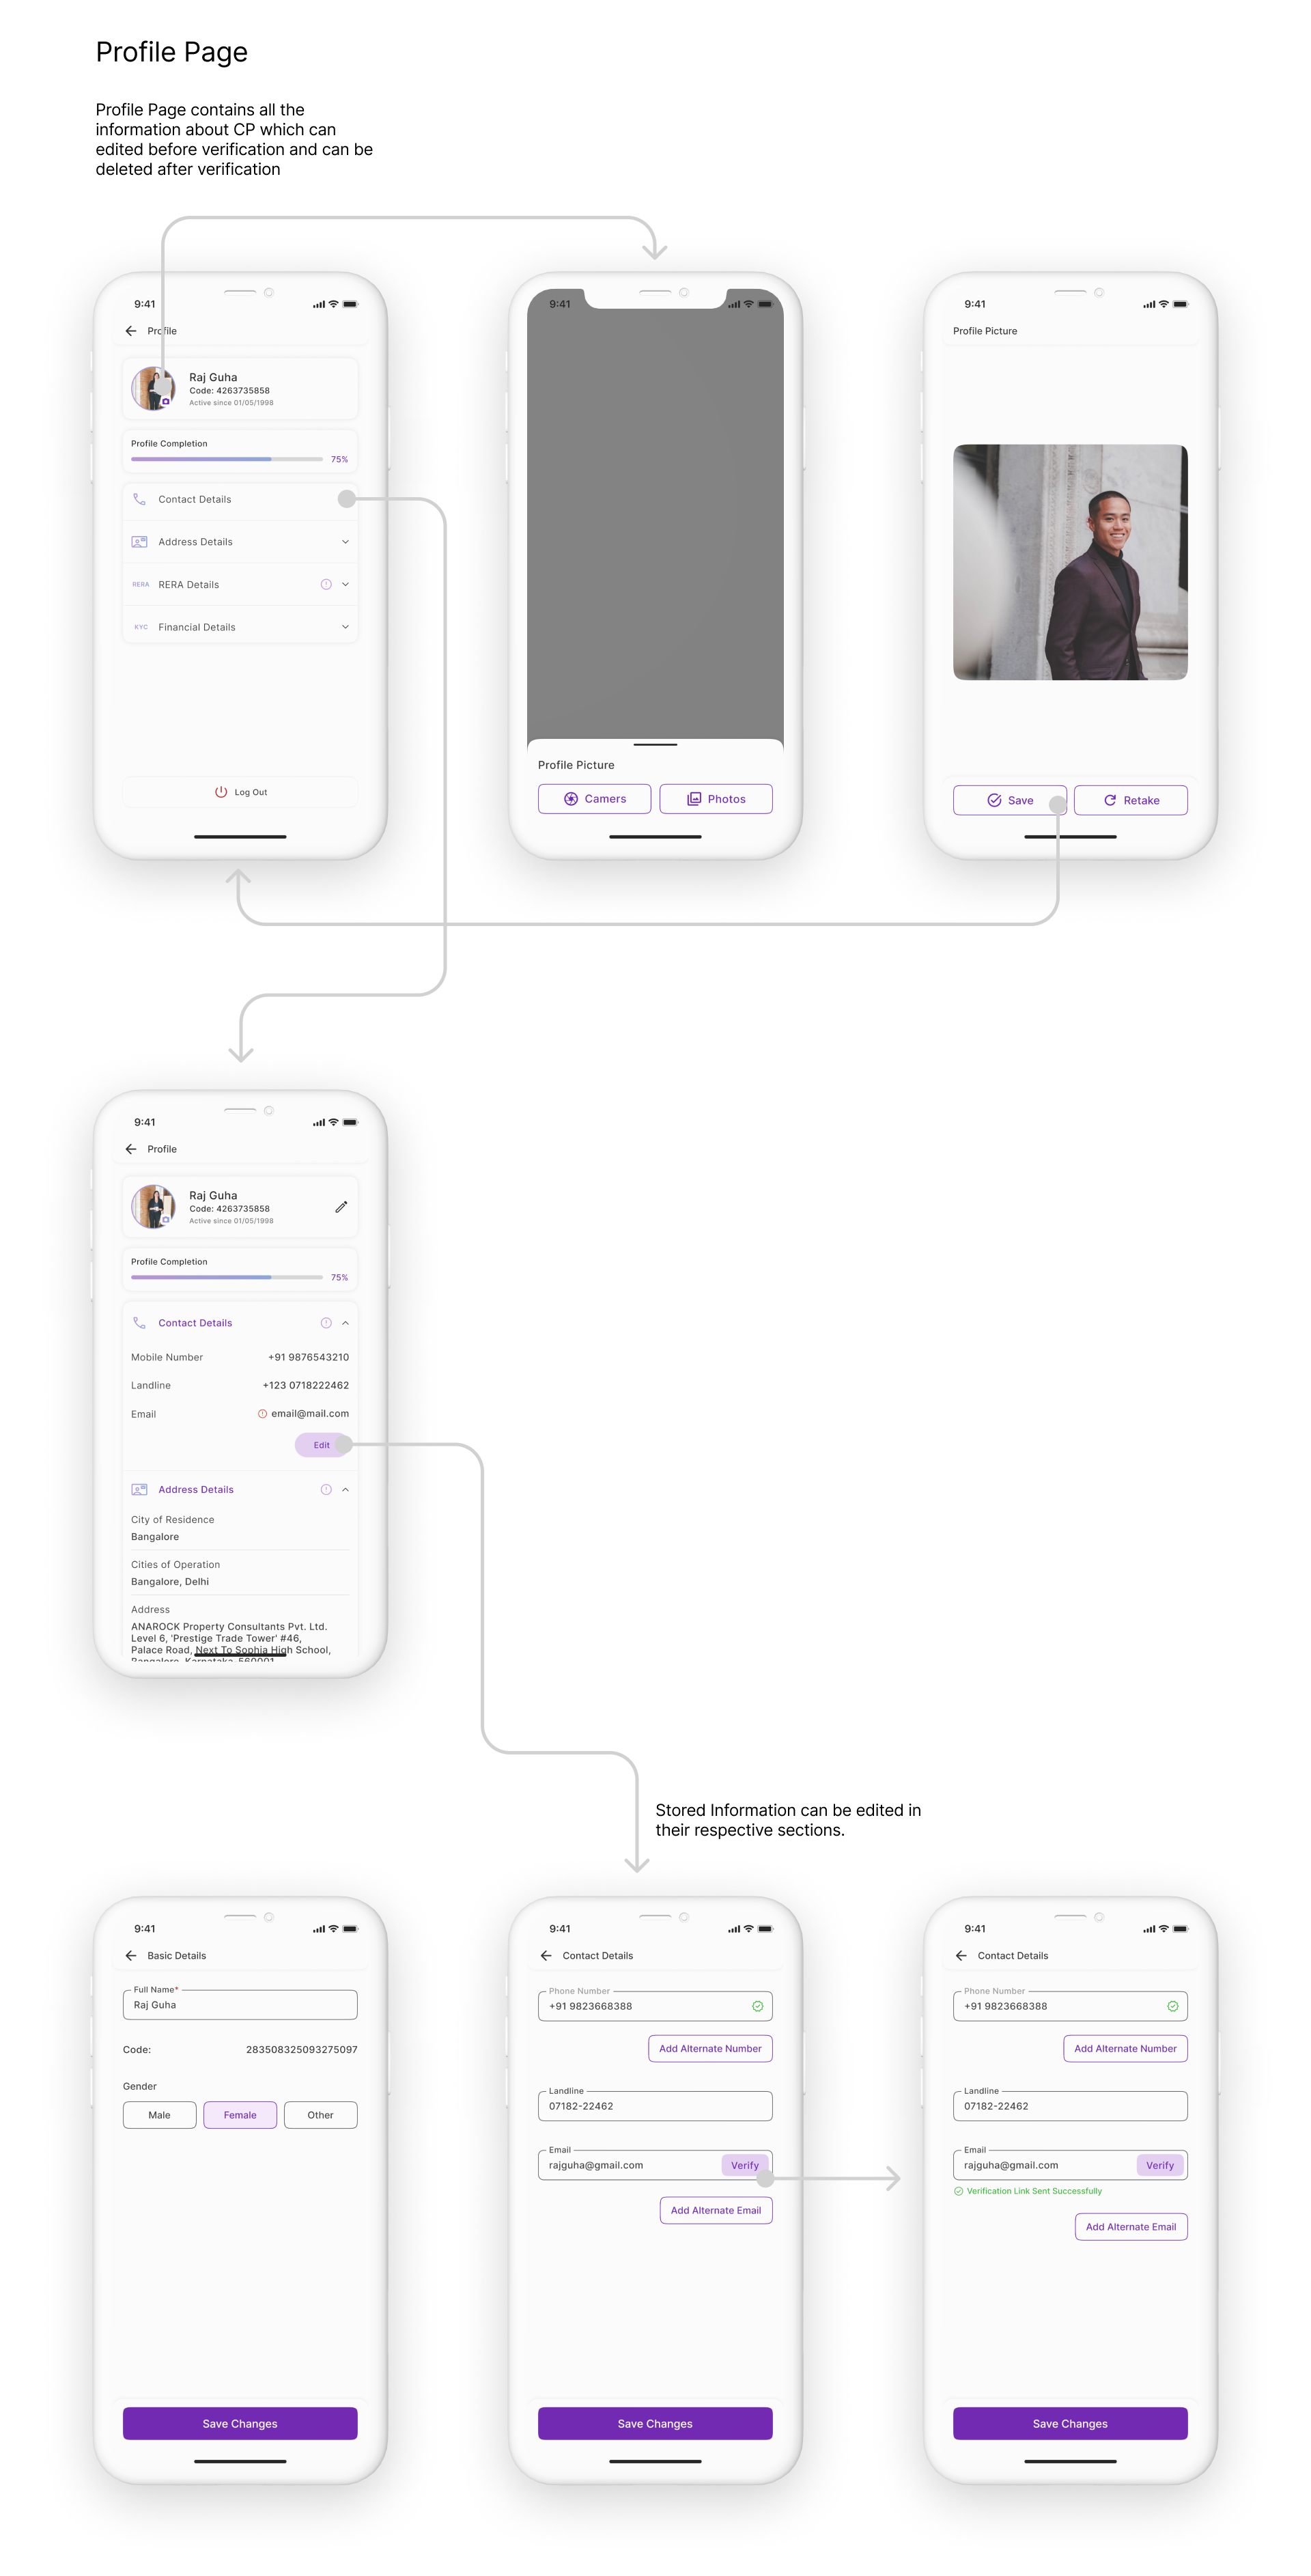 Profile Page
Profile Page contains all the
information about CP which can
edited before verification and can be
deleted after verification
9:41
Profile
Raj Guha
Code: 4263735858
Active since 01/05/1998
Profile Completion
75%
Contact Details
Address Details
RERA RERA Details
KYC Financial Details
Log Out
9:41
Profile Picture
Camers
Photos
9:41
Profile Picture
Save
Retake
9:41
Profile
Raj Guha
Code: 4263735858
Active since 01/05/1998
Profile Completion
75%
Contact Details
Mobile Number +91 9876543210
Landline +123 0718222462
Email email@mail.com
Edit
Address Details
City of Residence
Bangalore
Cities of Operation
Bangalore, Delhi
Address
ANAROCK Property Consultants Pvt. Ltd.
Level 6, 'Prestige Trade Tower' #46,
Palace Road, Next To Sophia High School,
Bangalore, Karnataka, 560001
Stored Information can be edited in
their respective sections.
9:41
Basic Details
Full Name*
Raj Guha
Code: 283508325093275097
Gender
Male Female Other
Save Changes
9:41
Contact Details
Phone Number
+91 9823668388
Add Alternate Number
Landline
07182-22462
Email
rajguha@gmail.com Verify
Add Alternate Email
Save Changes
9:41
Contact Details
Phone Number
+91 9823668388
Add Alternate Number
Landline
07182-22462
Email
rajguha@gmail.com Verify
Verification Link Sent Successfully
Add Alternate Email
Save Changes